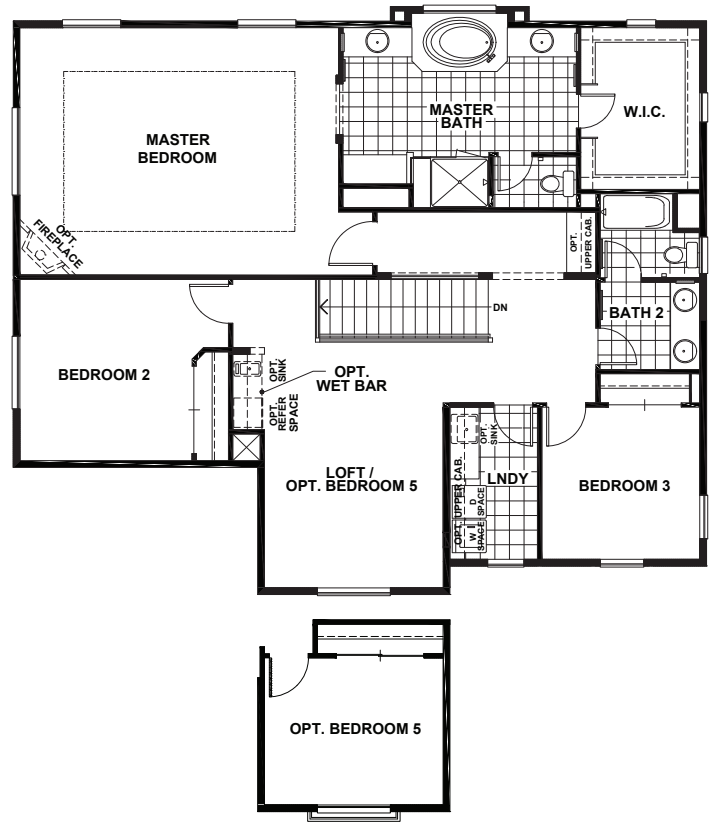 MASTER
BEDROOM
MASTER
BATH
W.I.C.
OPT.
FIREPLACE
OPT.
UPPER CAB.
DN
BATH 2
BEDROOM 2
OPT. SINK
OPT.
REFER
SPACE
OPT.
WET BAR
LOFT /
OPT. BEDROOM 5
OPT.
SINK
OPT. UPPER CAB.
LNDY
D
SPACE
W
SPACE
BEDROOM 3
OPT. BEDROOM 5